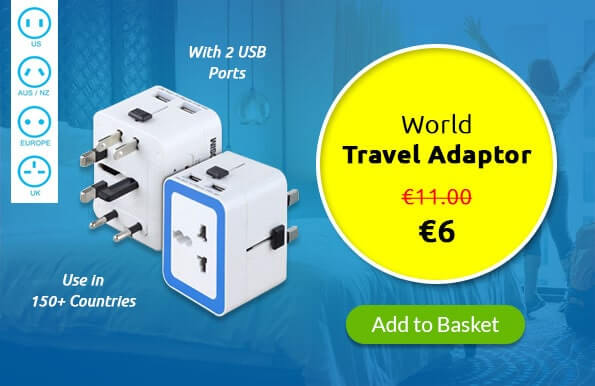 US
AUS / NZ
EUROPE
UK
With 2 USB
Ports
Use in
150+ Countries
World
Travel Adaptor
€11.00
€6
Add to Basket